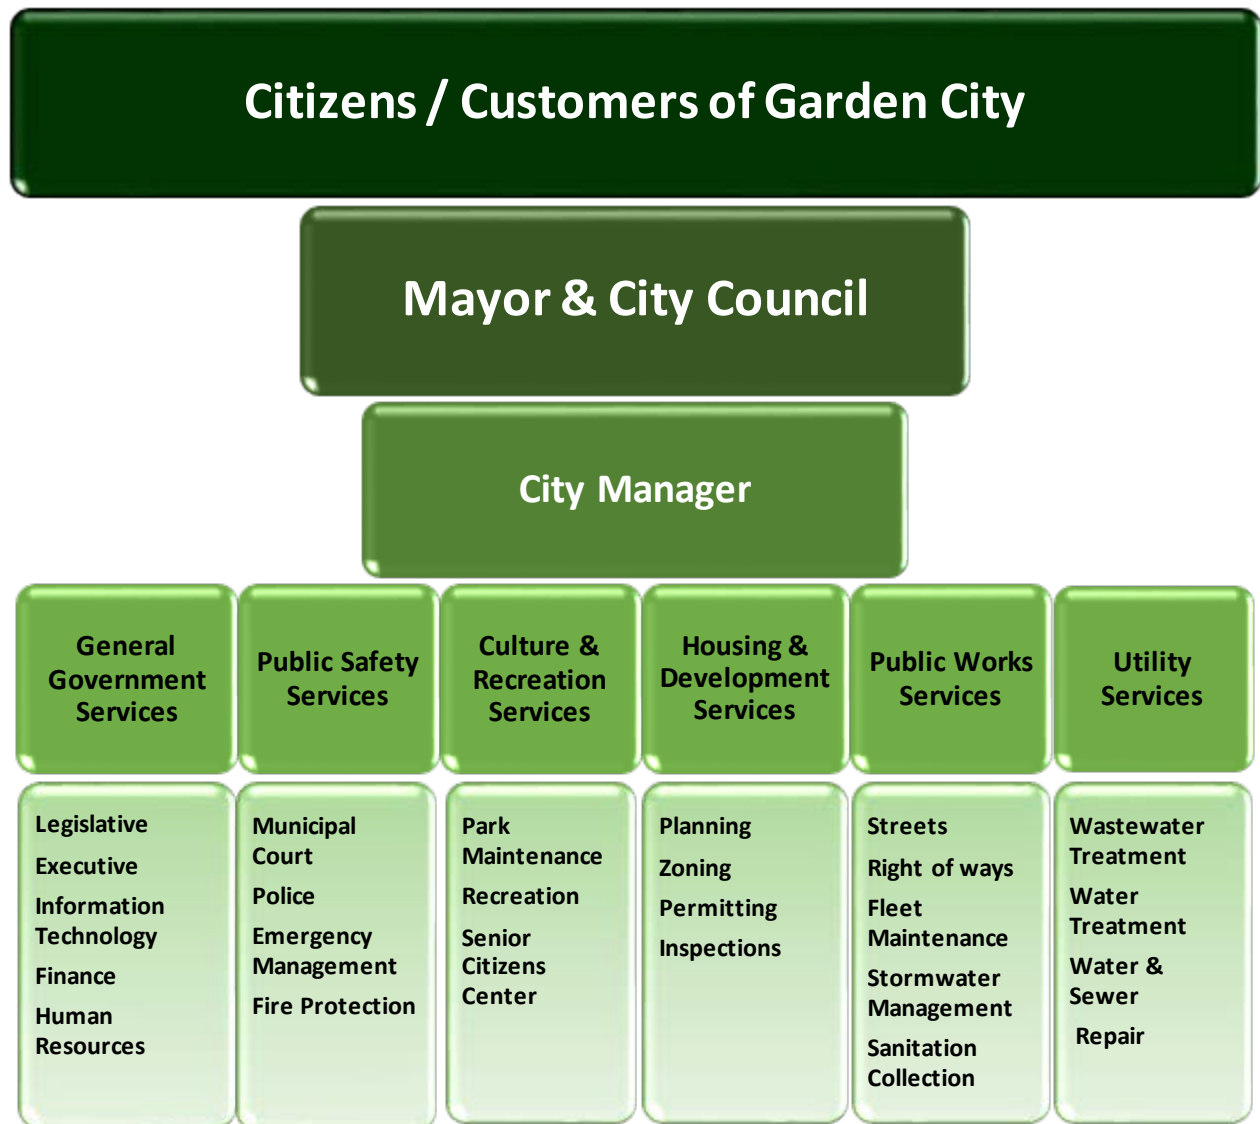 Citizens / Customers of Garden City
Mayor & City Council
City Manager
General
Government
Services
Public Safety
Services
Culture &
Recreation
Services
Housing &
Development
Services
Public Works
Services
Utility
Services
Legislative
Executive
Information
Technology
Finance
Human
Resources
Municipal
Court
Police
Emergency
Management
Fire Protection
Park
Maintenance
Recreation
Senior
Citizens
Center
Planning
Zoning
Permitting
Inspections
Streets
Right of ways
Fleet
Maintenance
Stormwater
Management
Sanitation
Collection
Wastewater
Treatment
Water
Treatment
Water &
Sewer
Repair